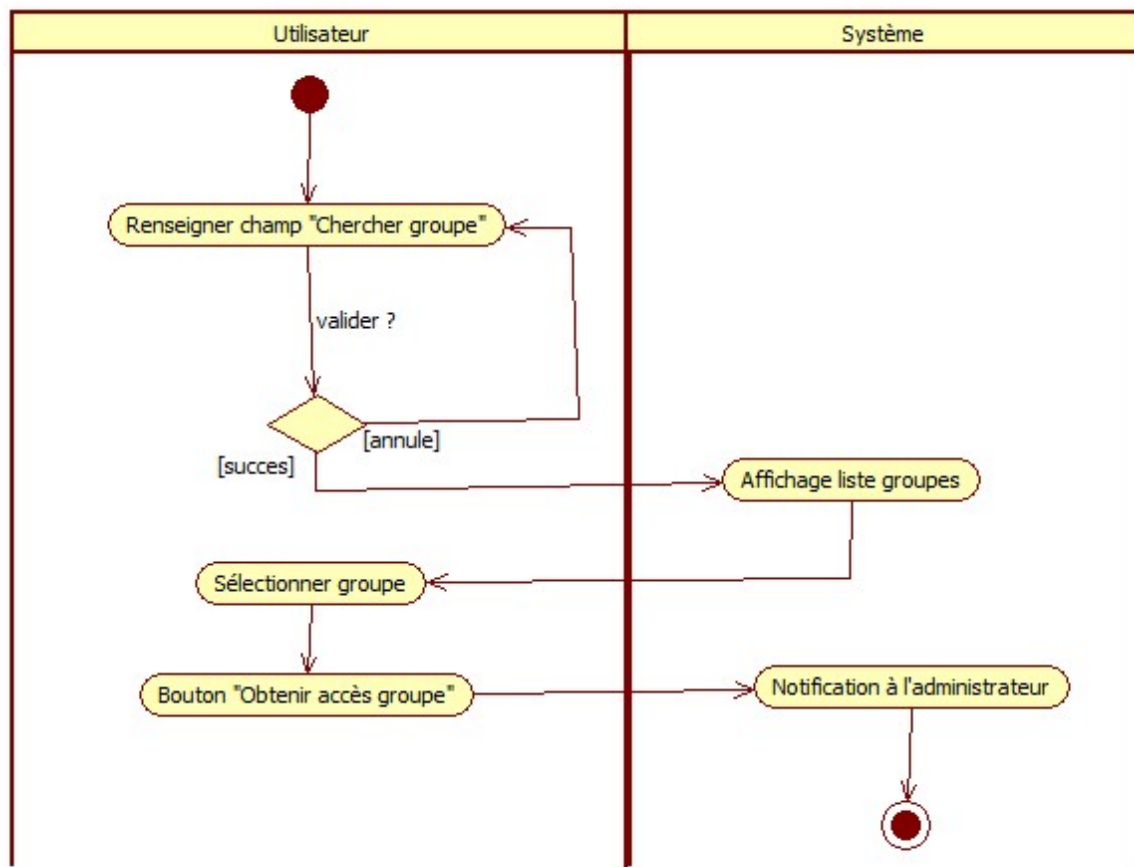 Utilisateur
Système
Renseigner champ "Chercher groupe"
valider ?
[annule]
[succes]
Affichage liste groupes
Sélectionner groupe
Bouton "Obtenir accès groupe"
Notification à l'administrateur